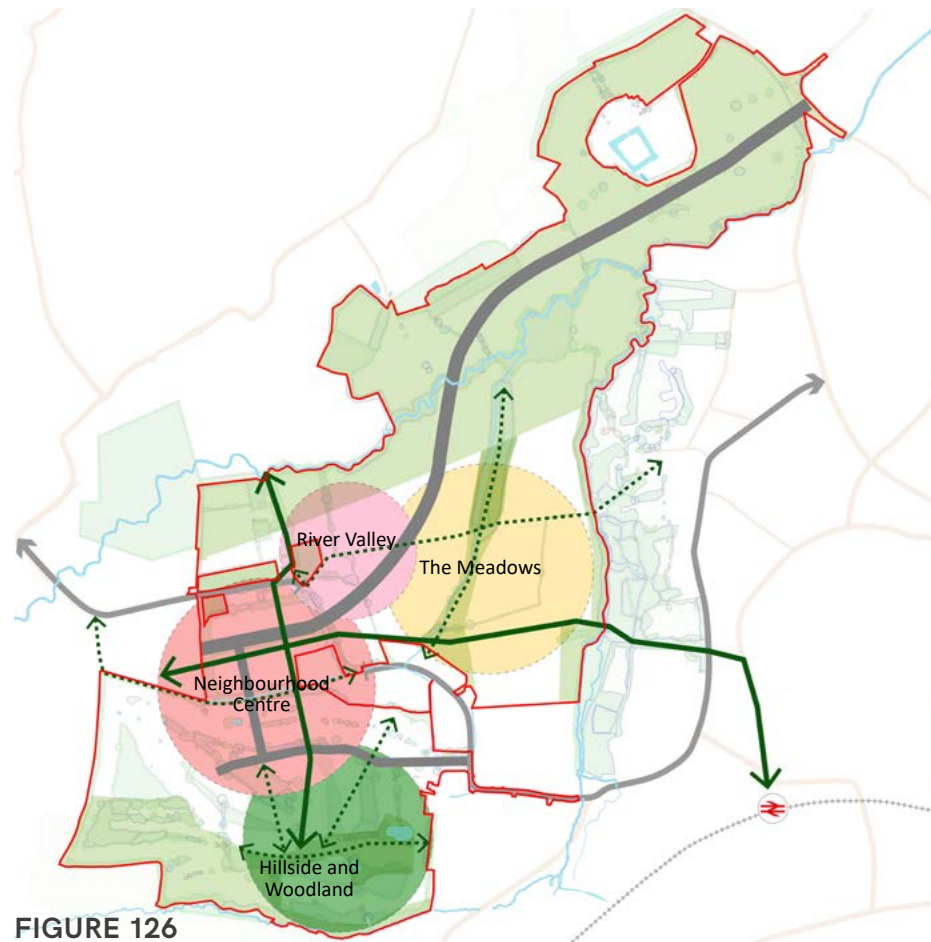 River Valley
The Meadows
Neighbourhood
Centre
Hillside and
Woodland
FIGURE 126